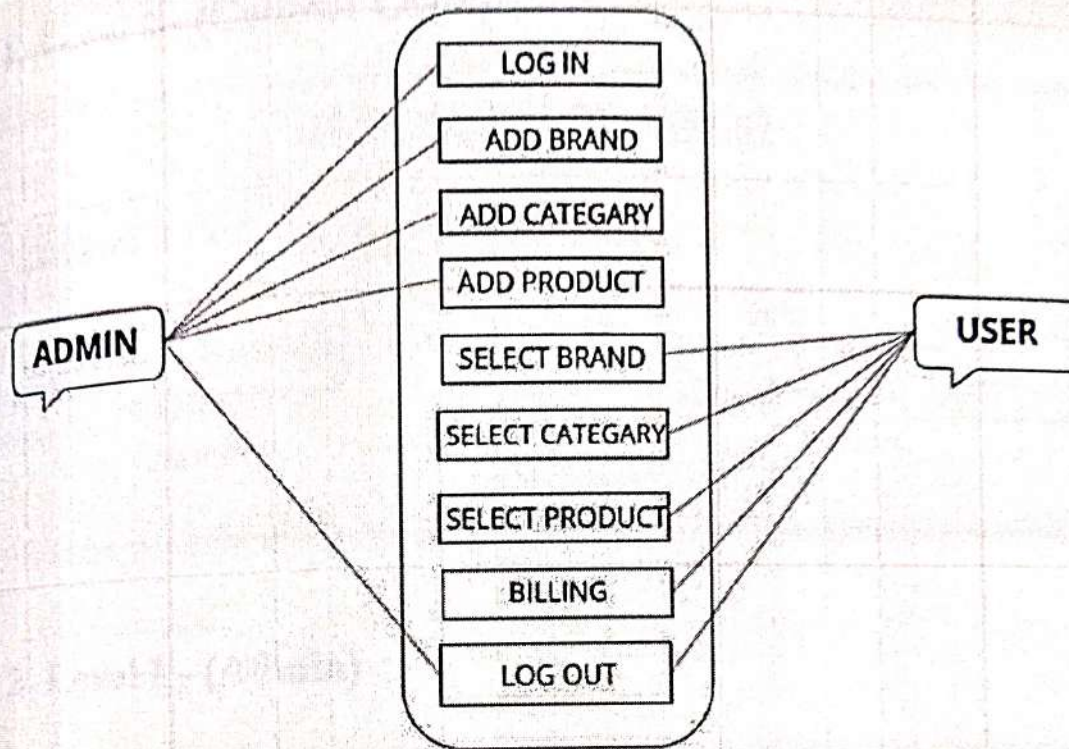 LOG IN
ADD BRAND
ADD CATEGARY
ADD PRODUCT
ADMIN
USER
SELECT BRAND
SELECT CATEGARY
SELECT PRODUCT
BILLING
LOG OUT